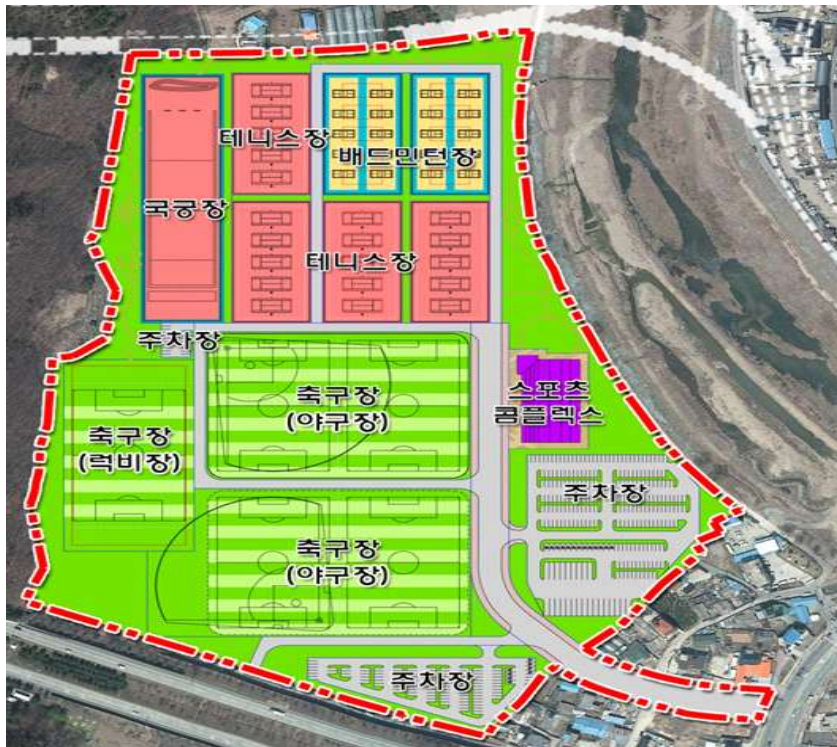 테니스장
배드민턴장
국궁장
테니스장
주차장
축구장
(야구장)
스포츠
콤플렉스
축구장
(럭비장)
주차장
축구장
(야구장)
주차장